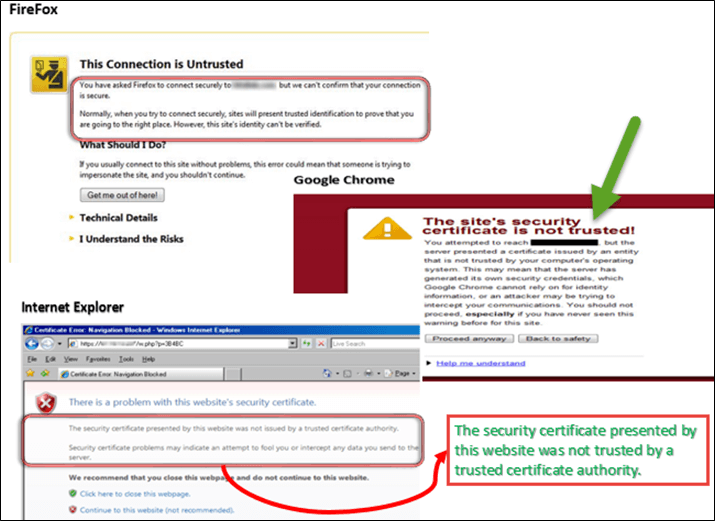 FireFox
This Connection is Untrusted
You have asked Firefox to connect securely to but we can't confirm that your connection
is secure.
Normally, when you try to connect securely, sites will present trusted identification to prove that you
are going to the right place. However, this site's identity can't be verified.
What Should I Do?
If you usually connect to this site without problems, this error could mean that someone is trying to
impersonate the site, and you shouldn't continue.
Get me out of here!
Technical Details
I Understand the Risks
Google Chrome
The site's security
certificate is not trusted!
You attempted to reach , but the
server presented a certificate issued by an entity
that is not trusted by your computer's operating
system. This may mean that the server has
generated its own security credentials, which
Google Chrome cannot rely on for identity
information, or an attacker may be trying to
intercept your communications. You should not
proceed, especially if you have never seen this
warning before for this site.
Proceed anyway Back to safety
Help me understand
Internet Explorer
Certificate Error: Navigation Blocked - Windows Internet Explorer
https:// /w.php?p=3B4BC Live Search
File Edit View Favorites Tools Help
Certificate Error: Navigation Blocked Page
There is a problem with this website's security certificate.
The security certificate presented by this website was not issued by a trusted certificate authority.
Security certificate problems may indicate an attempt to fool you or intercept any data you send to the
server.
We recommend that you close this webpage and do not continue to this website.
Click here to close this webpage.
Continue to this website (not recommended).
The security certificate presented by
this website was not trusted by a
trusted certificate authority.